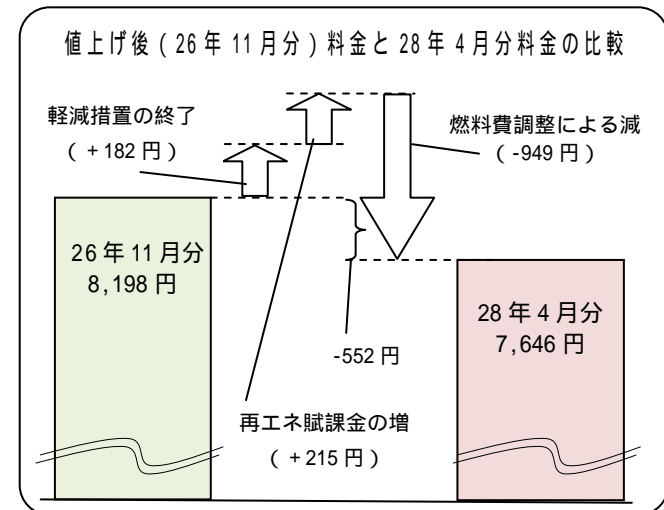 値上げ後（26年11月分）料金と28年4月分料金の比較
軽減措置の終了
（+182円）
燃料費調整による減
（-949円）
26年11月分
8,198円
28年4月分
7,646円
-552円
再エネ賦課金の増
（+215円）